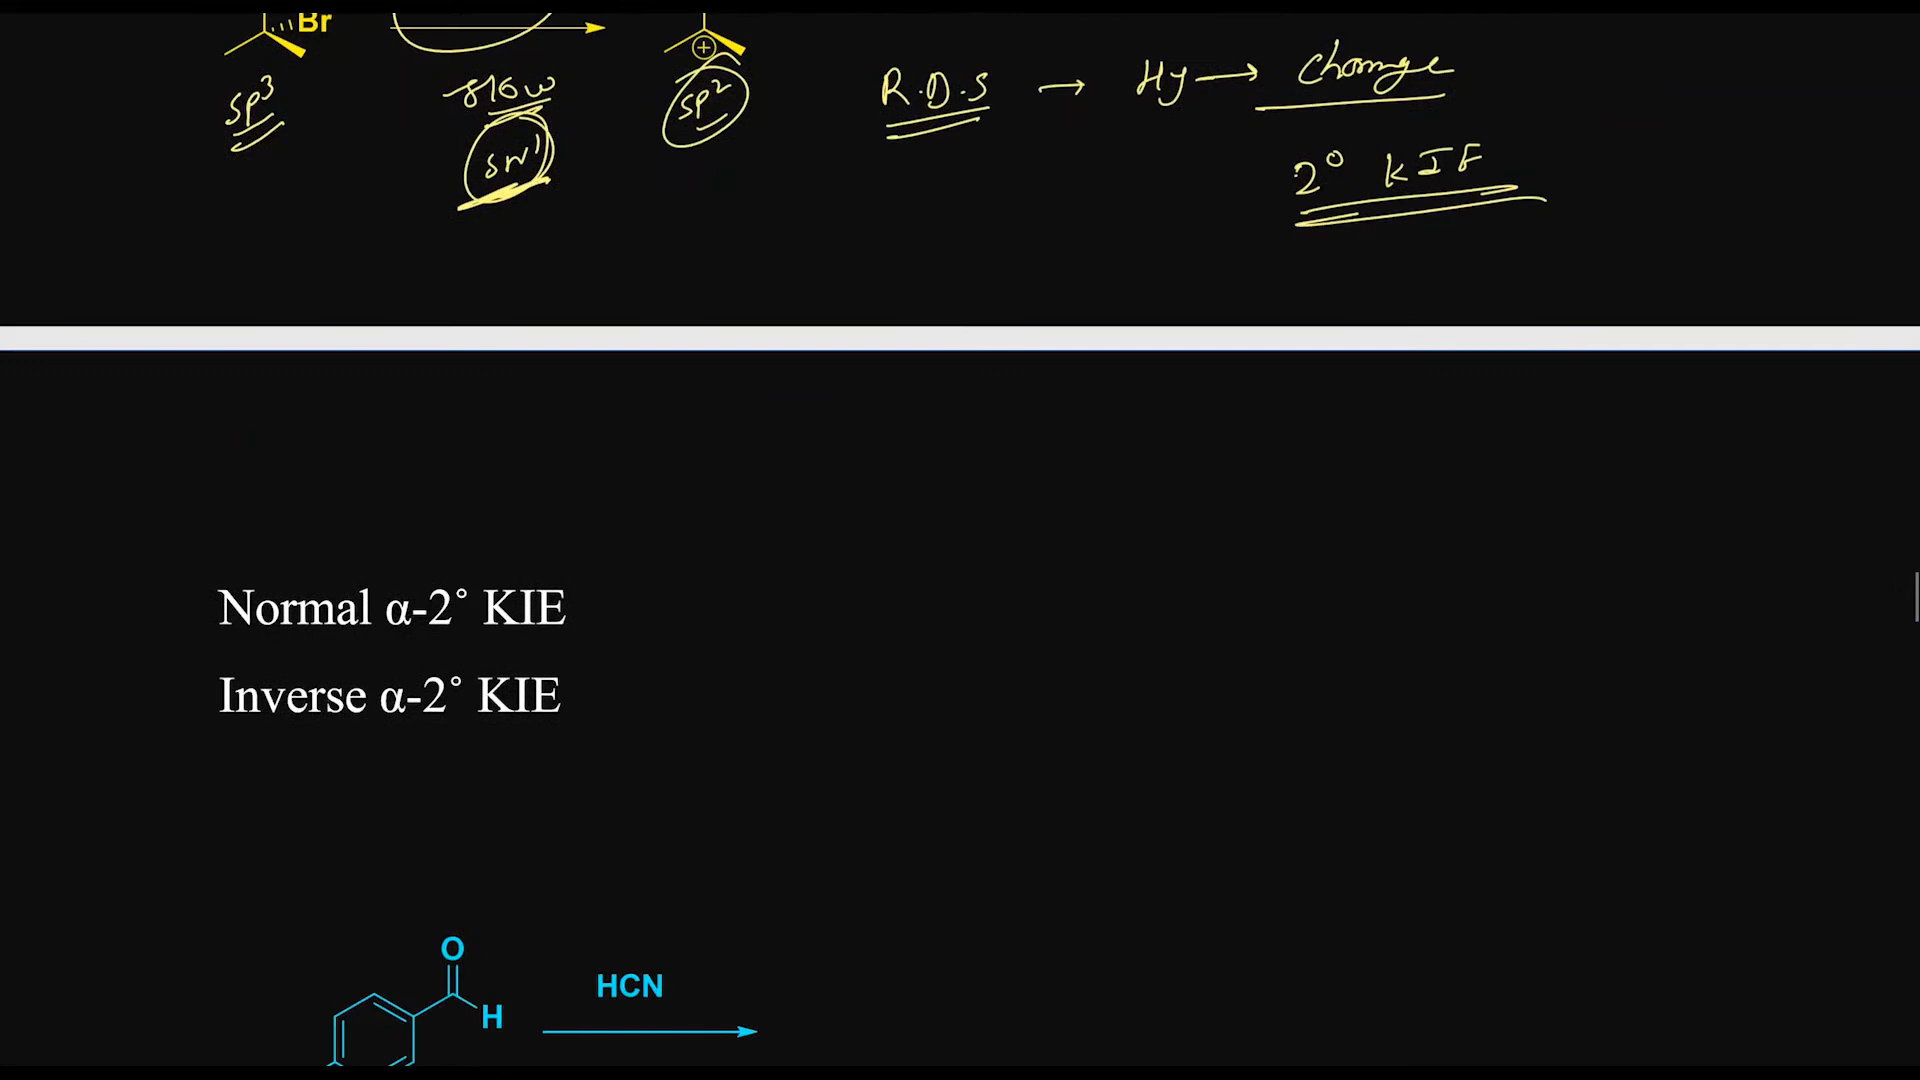 Br
sp³
slow
SN¹
⊕
sp²
R.D.S → Hy → Change
2° KIE
Normal α-2˚ KIE
Inverse α-2˚ KIE
O
H
HCN